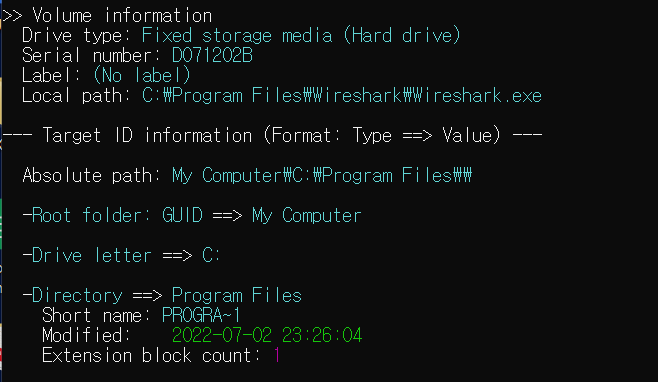 >> Volume information
Drive type: Fixed storage media (Hard drive)
Serial number: D071202B
Label: (No label)
Local path: C:₩Program Files₩Wireshark₩Wireshark.exe
--- Target ID information (Format: Type ==> Value) ---
Absolute path: My Computer₩C:₩Program Files₩₩
-Root folder: GUID ==> My Computer
-Drive letter ==> C:
-Directory ==> Program Files
Short name: PROGRA~1
Modified: 2022-07-02 23:26:04
Extension block count: 1